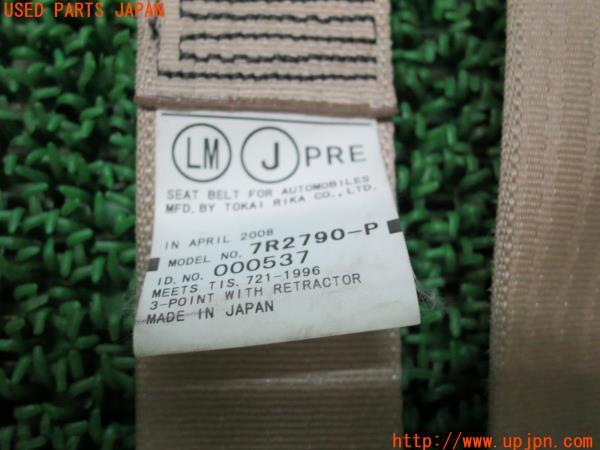 USED PARTS JAPAN
LM J PRE
SEAT BELT FOR AUTOMOBILES
MFD. BY TOKAI RIKA CO., LTD.
IN APRIL 2008
MODEL NO. 7R2790-P
ID. NO. 000537
MEETS TIS. 721-1996
3-POINT WITH RETRACTOR
MADE IN JAPAN
http://www.upjpn.com/